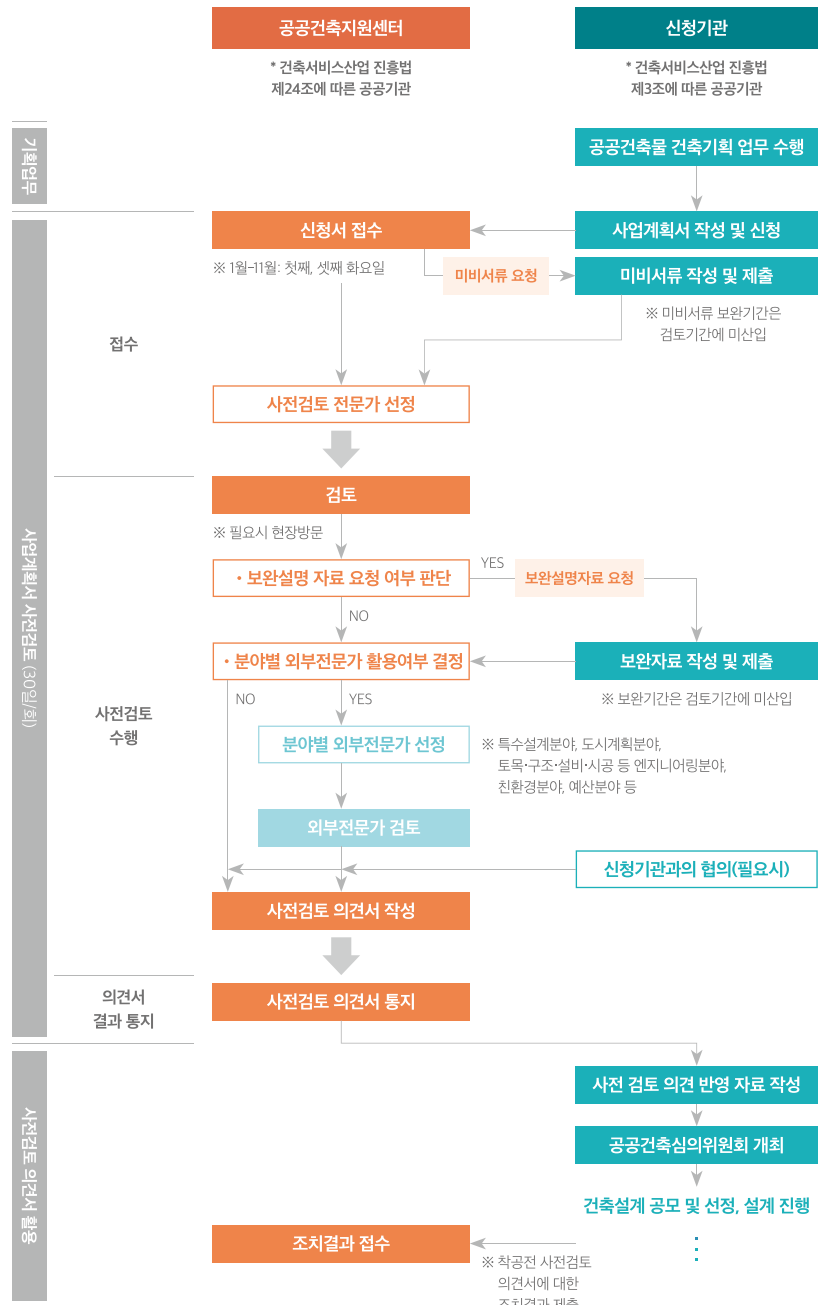 공공건축지원센터
신청기관
* 건축서비스산업 진흥법
제24조에 따른 공공기관
* 건축서비스산업 진흥법
제3조에 따른 공공기관
기획업무
공공건축물 건축기획 업무 수행
사업계획서 사전검토 (30일/회)
접수
신청서 접수
사업계획서 작성 및 신청
※ 1월-11월: 첫째, 셋째 화요일
미비서류 요청
미비서류 작성 및 제출
※ 미비서류 보완기간은
검토기간에 미산입
사전검토 전문가 선정
사전검토
수행
검토
※ 필요시 현장방문
• 보완설명 자료 요청 여부 판단
YES
보완설명자료 요청
NO
• 분야별 외부전문가 활용여부 결정
보완자료 작성 및 제출
※ 보완기간은 검토기간에 미산입
NO
YES
분야별 외부전문가 선정
※ 특수설계분야, 도시계획분야,
토목·구조·설비·시공 등 엔지니어링분야,
친환경분야, 예산분야 등
외부전문가 검토
신청기관과의 협의(필요시)
사전검토 의견서 작성
의견서
결과 통지
사전검토 의견서 통지
사전검토 의견서 활용
사전 검토 의견 반영 자료 작성
공공건축심의위원회 개최
건축설계 공모 및 선정, 설계 진행
조치결과 접수
※ 착공전 사전검토
의견서에 대한
조치결과 제출